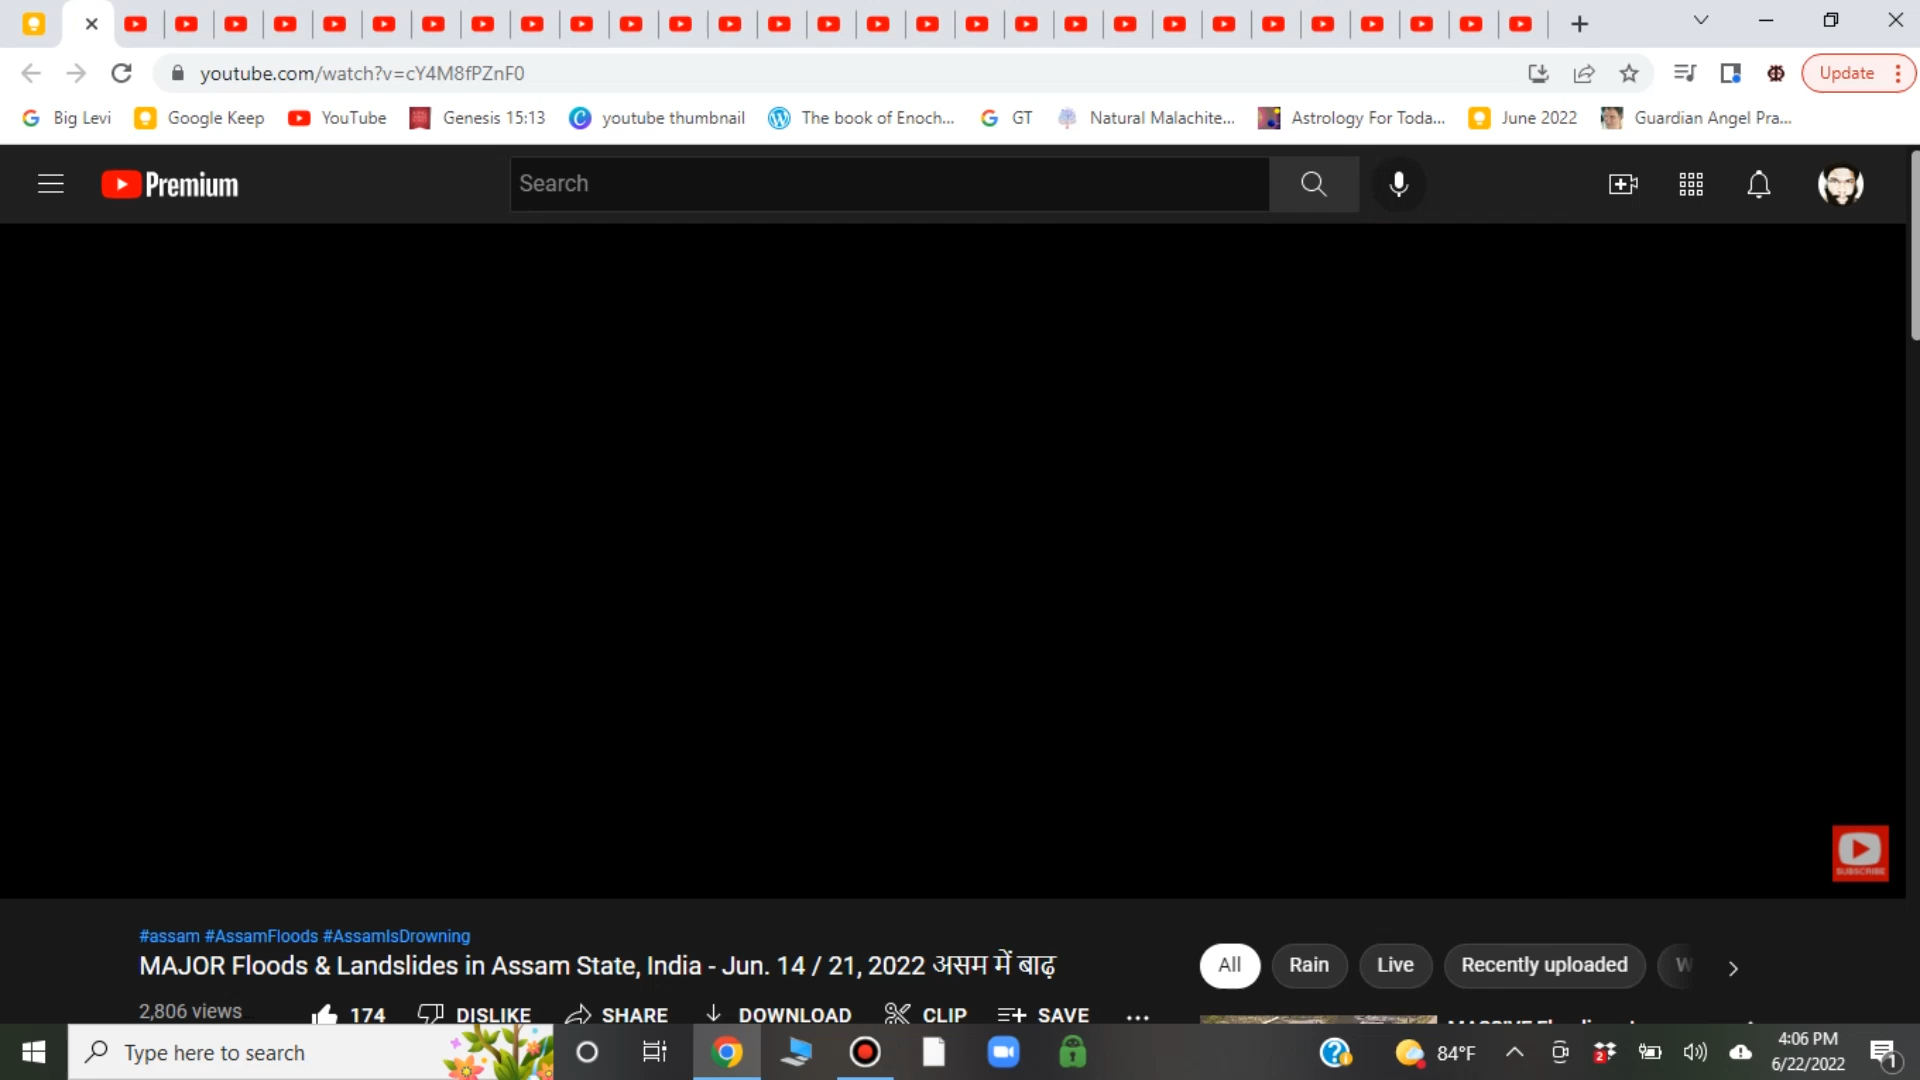 youtube.com/watch?v=cY4M8fPZnF0
Update
Big Levi
Google Keep
YouTube
Genesis 15:13
youtube thumbnail
The book of Enoch...
GT
Natural Malachite...
Astrology For Toda...
June 2022
Guardian Angel Pra...
Premium
Search
SUBSCRIBE
#assam #AssamFloods #AssamIsDrowning
MAJOR Floods & Landslides in Assam State, India - Jun. 14 / 21, 2022 असम में बाढ़
All
Rain
Live
Recently uploaded
W
2,806 views
174
DISLIKE
SHARE
DOWNLOAD
CLIP
SAVE
Type here to search
2
84°F
4:06 PM
6/22/2022
1